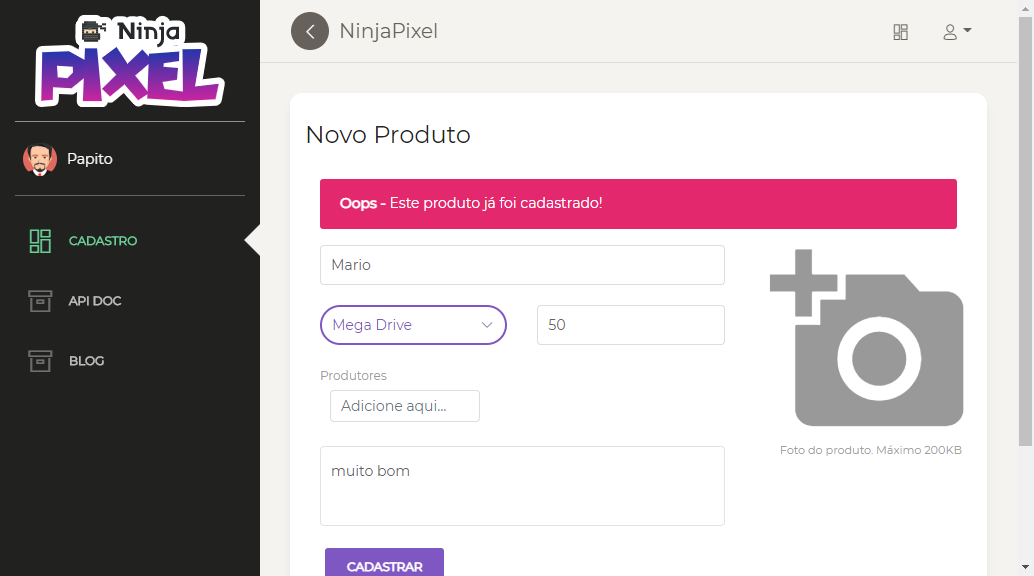 Ninja
PIXEL
Papito
CADASTRO
API DOC
BLOG
NinjaPixel
Novo Produto
Oops - Este produto já foi cadastrado!
Mario
Mega Drive
50
Produtores
Adicione aqui...
Foto do produto. Máximo 200KB
muito bom
CADASTRAR